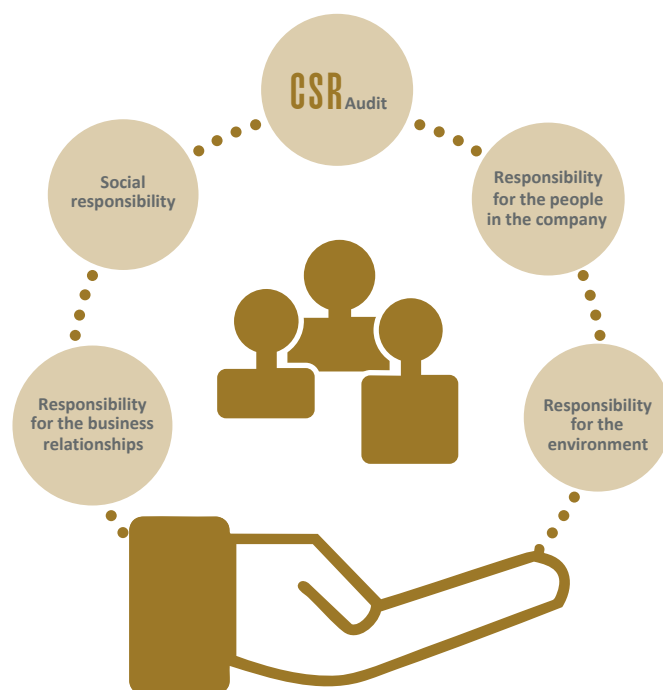 CSR Audit
Social
responsibility
Responsibility
for the people
in the company
Responsibility
for the business
relationships
Responsibility
for the
environment